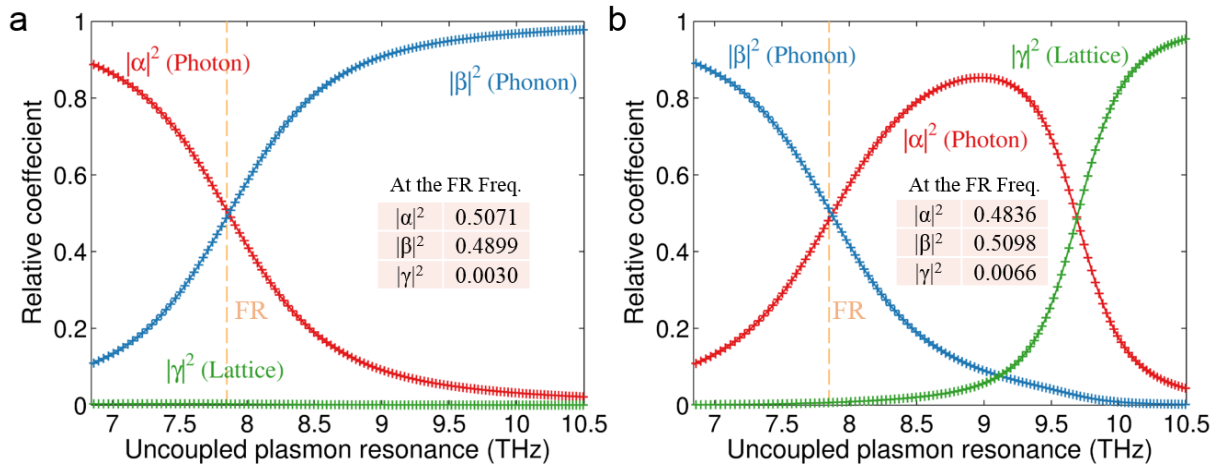 a
1
0.8
0.6
0.4
0.2
0
Relative coeffecient
|α|² (Photon)
|β|² (Phonon)
At the FR Freq.
|α|² 0.5071
|β|² 0.4899
|γ|² 0.0030
FR
|γ|² (Lattice)
7 7.5 8 8.5 9 9.5 10 10.5
Uncoupled plasmon resonance (THz)
b
1
0.8
0.6
0.4
0.2
0
Relative coeffecient
|β|² (Phonon)
|γ|² (Lattice)
|α|² (Photon)
At the FR Freq.
|α|² 0.4836
|β|² 0.5098
|γ|² 0.0066
FR
7 7.5 8 8.5 9 9.5 10 10.5
Uncoupled plasmon resonance (THz)